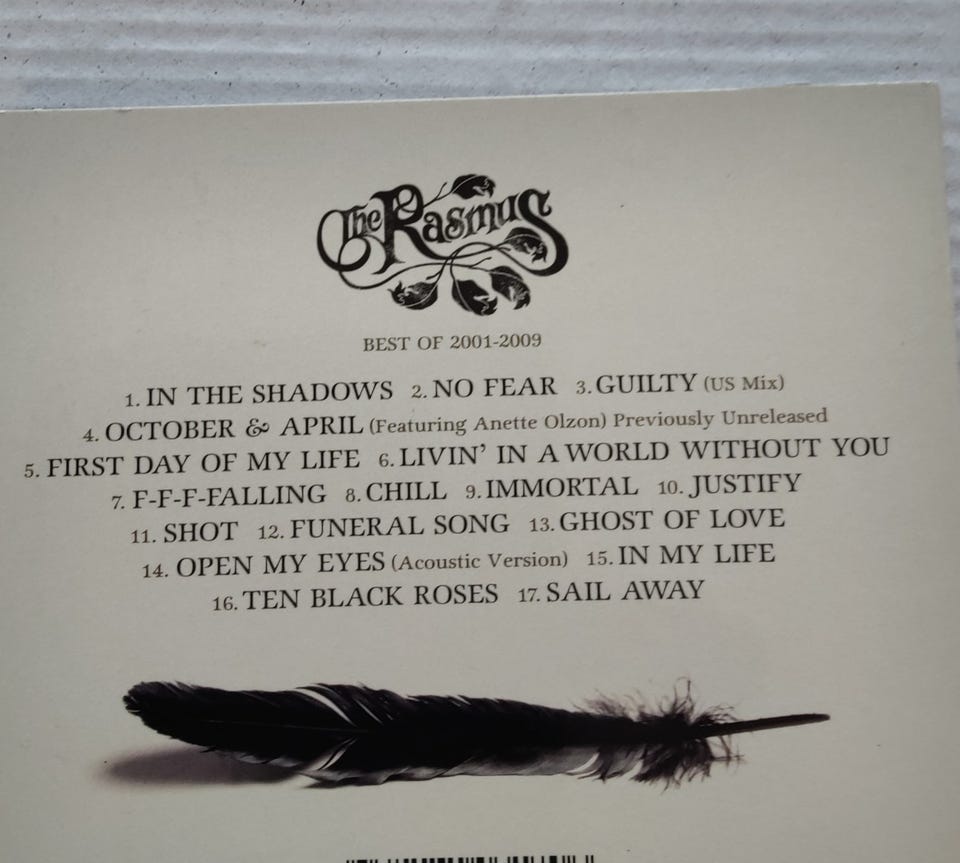 The Rasmus
BEST OF 2001-2009
1. IN THE SHADOWS 2. NO FEAR 3. GUILTY (US Mix)
4. OCTOBER & APRIL (Featuring Anette Olzon) Previously Unreleased
5. FIRST DAY OF MY LIFE 6. LIVIN' IN A WORLD WITHOUT YOU
7. F-F-F-FALLING 8. CHILL 9. IMMORTAL 10. JUSTIFY
11. SHOT 12. FUNERAL SONG 13. GHOST OF LOVE
14. OPEN MY EYES (Acoustic Version) 15. IN MY LIFE
16. TEN BLACK ROSES 17. SAIL AWAY